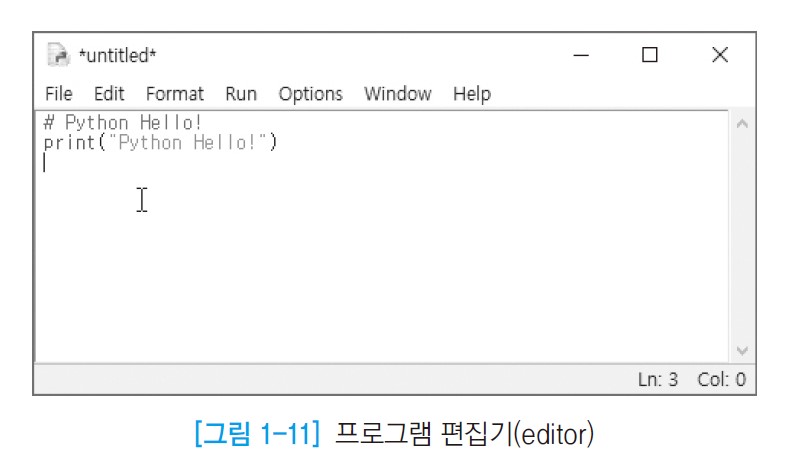 *untitled*
File Edit Format Run Options Window Help
# Python Hello!
print("Python Hello!")
Ln: 3 Col: 0
[그림 1-11] 프로그램 편집기(editor)